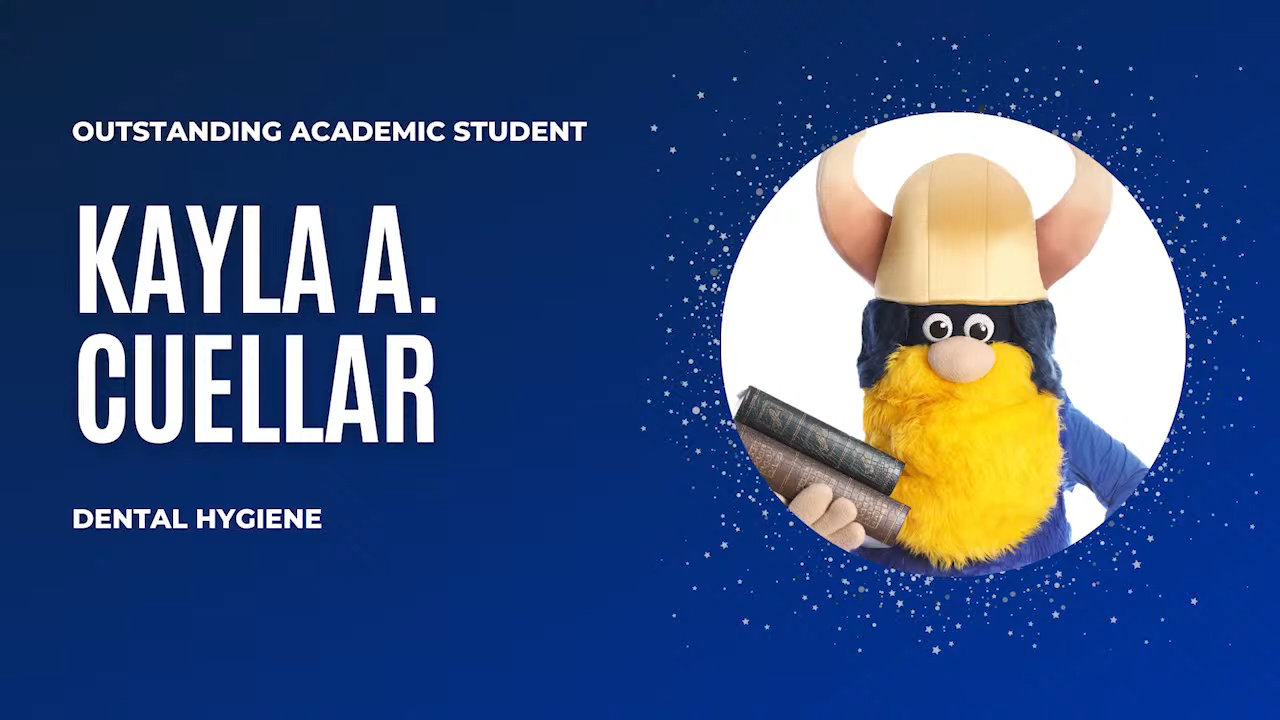 OUTSTANDING ACADEMIC STUDENT
KAYLA A.
CUELLAR
DENTAL HYGIENE